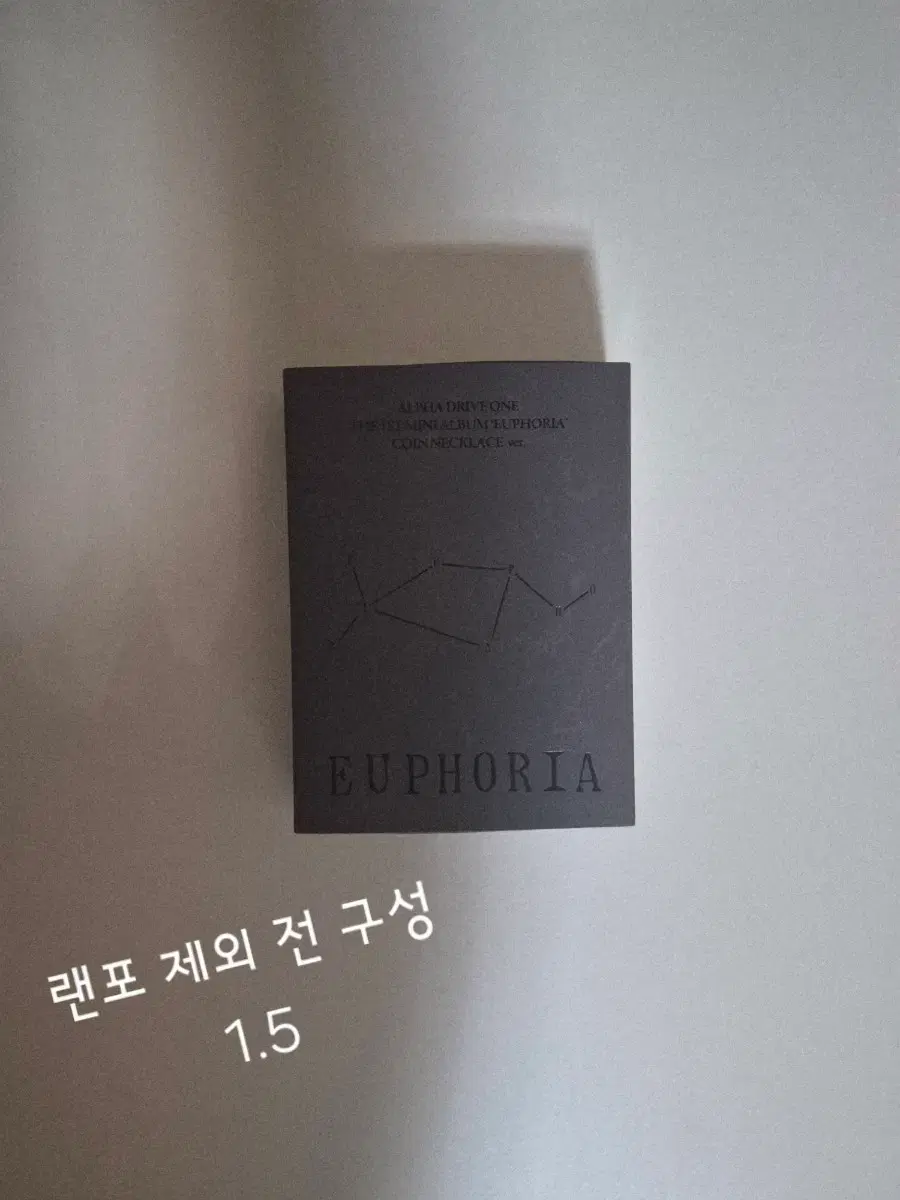 ALPHA DRIVE ONE
THE 1ST MINI ALBUM 'EUPHORIA'
COIN NECKLACE ver.
EUPHORIA
랜포 제외 전 구성
1.5